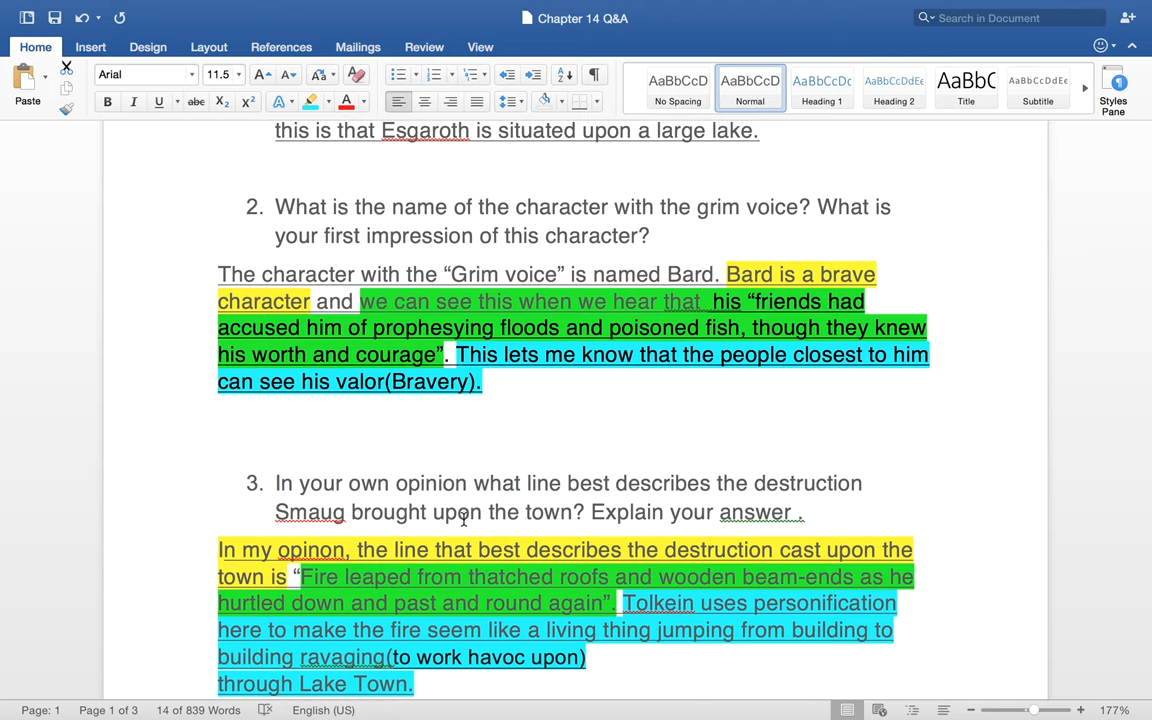 Chapter 14 Q&A
Search in Document
Home Insert Design Layout References Mailings Review View
Paste Arial 11.5 A A Aa
B I U abc X₂ X² A A
AaBbCcD AaBbCcD AaBbCcDc AaBbCcDdEe AaBbC AaBbCcDdEe
No Spacing Normal Heading 1 Heading 2 Title Subtitle Styles Pane
this is that Esgaroth is situated upon a large lake.
2. What is the name of the character with the grim voice? What is
your first impression of this character?
The character with the “Grim voice” is named Bard. Bard is a brave
character and we can see this when we hear that his “friends had
accused him of prophesying floods and poisoned fish, though they knew
his worth and courage”. This lets me know that the people closest to him
can see his valor(Bravery).
3. In your own opinion what line best describes the destruction
Smaug brought upon the town? Explain your answer .
In my opinon, the line that best describes the destruction cast upon the
town is “Fire leaped from thatched roofs and wooden beam-ends as he
hurtled down and past and round again”. Tolkein uses personification
here to make the fire seem like a living thing jumping from building to
building ravaging(to work havoc upon)
through Lake Town.
Page: 1 Page 1 of 3 14 of 839 Words English (US) 177%